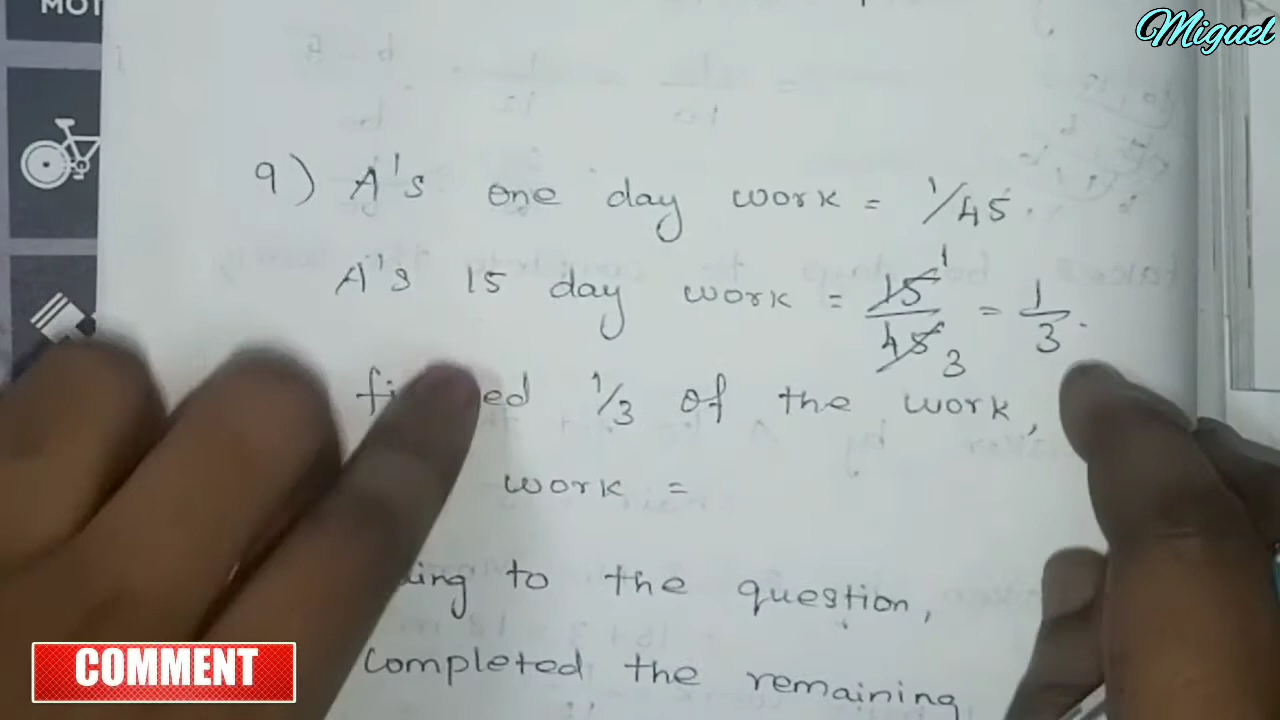 MOT
Miguel
9) A's one day work = 1/45.
A's 15 day work = 15/45 1 3 = 1/3.
ed 1/3 of the work,
work =
to the question,
completed the remaining
COMMENT